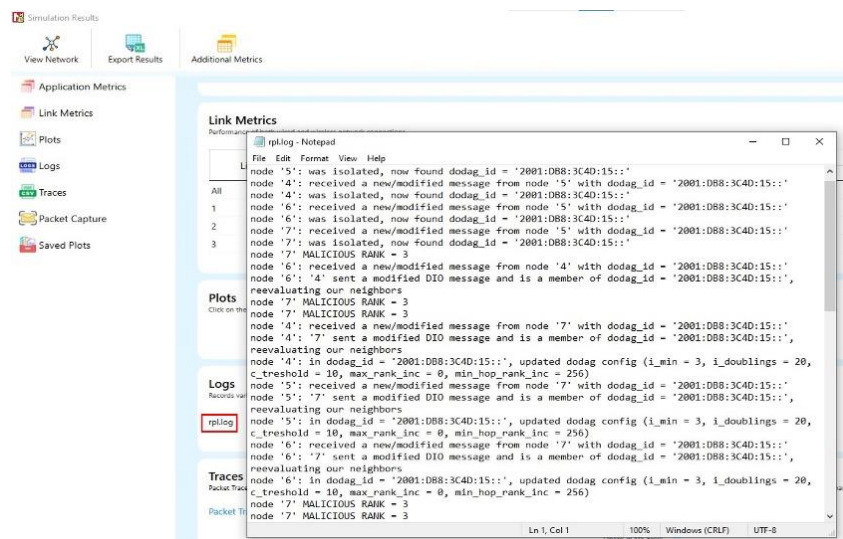 Simulation Results
View Network
Export Results
Additional Metrics
Application Metrics
Link Metrics
Plots
Logs
Traces
Packet Capture
Saved Plots
Link Metrics
All
1
2
3
Plots
Click on the
Logs
Records var
rpl.log
Traces
Packet Trace
Packet Tr
rpl.log - Notepad
File Edit Format View Help
node '5': was isolated, now found dodag_id = '2001:DB8:3C4D:15::'
node '4': received a new/modified message from node '5' with dodag_id = '2001:DB8:3C4D:15::'
node '4': was isolated, now found dodag_id = '2001:DB8:3C4D:15::'
node '6': received a new/modified message from node '5' with dodag_id = '2001:DB8:3C4D:15::'
node '6': was isolated, now found dodag_id = '2001:DB8:3C4D:15::'
node '7': received a new/modified message from node '5' with dodag_id = '2001:DB8:3C4D:15::'
node '7': was isolated, now found dodag_id = '2001:DB8:3C4D:15::'
node '7' MALICIOUS RANK = 3
node '6': received a new/modified message from node '4' with dodag_id = '2001:DB8:3C4D:15::'
node '6': '4' sent a modified DIO message and is a member of dodag_id = '2001:DB8:3C4D:15::',
reevaluating our neighbors
node '7' MALICIOUS RANK = 3
node '7' MALICIOUS RANK = 3
node '4': received a new/modified message from node '7' with dodag_id = '2001:DB8:3C4D:15::'
node '4': '7' sent a modified DIO message and is a member of dodag_id = '2001:DB8:3C4D:15::',
reevaluating our neighbors
node '4': in dodag_id = '2001:DB8:3C4D:15::', updated dodag config (i_min = 3, i_doublings = 20,
c_treshold = 10, max_rank_inc = 0, min_hop_rank_inc = 256)
node '5': received a new/modified message from node '7' with dodag_id = '2001:DB8:3C4D:15::'
node '5': '7' sent a modified DIO message and is a member of dodag_id = '2001:DB8:3C4D:15::',
reevaluating our neighbors
node '5': in dodag_id = '2001:DB8:3C4D:15::', updated dodag config (i_min = 3, i_doublings = 20,
c_treshold = 10, max_rank_inc = 0, min_hop_rank_inc = 256)
node '6': received a new/modified message from node '7' with dodag_id = '2001:DB8:3C4D:15::'
node '6': '7' sent a modified DIO message and is a member of dodag_id = '2001:DB8:3C4D:15::',
reevaluating our neighbors
node '6': in dodag_id = '2001:DB8:3C4D:15::', updated dodag config (i_min = 3, i_doublings = 20,
c_treshold = 10, max_rank_inc = 0, min_hop_rank_inc = 256)
node '7' MALICIOUS RANK = 3
node '7' MALICIOUS RANK = 3
Ln 1, Col 1 100% Windows (CRLF) UTF-8